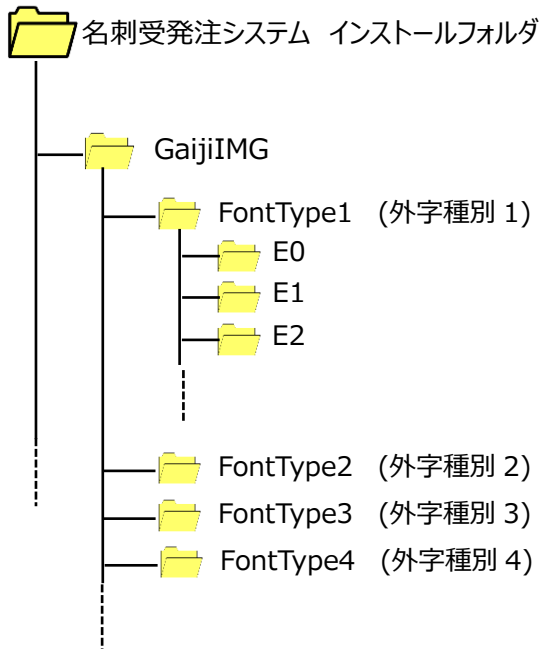 名刺受発注システム インストールフォルダ
GaijiIMG
FontType1 (外字種別 1)
E0
E1
E2
FontType2 (外字種別 2)
FontType3 (外字種別 3)
FontType4 (外字種別 4)